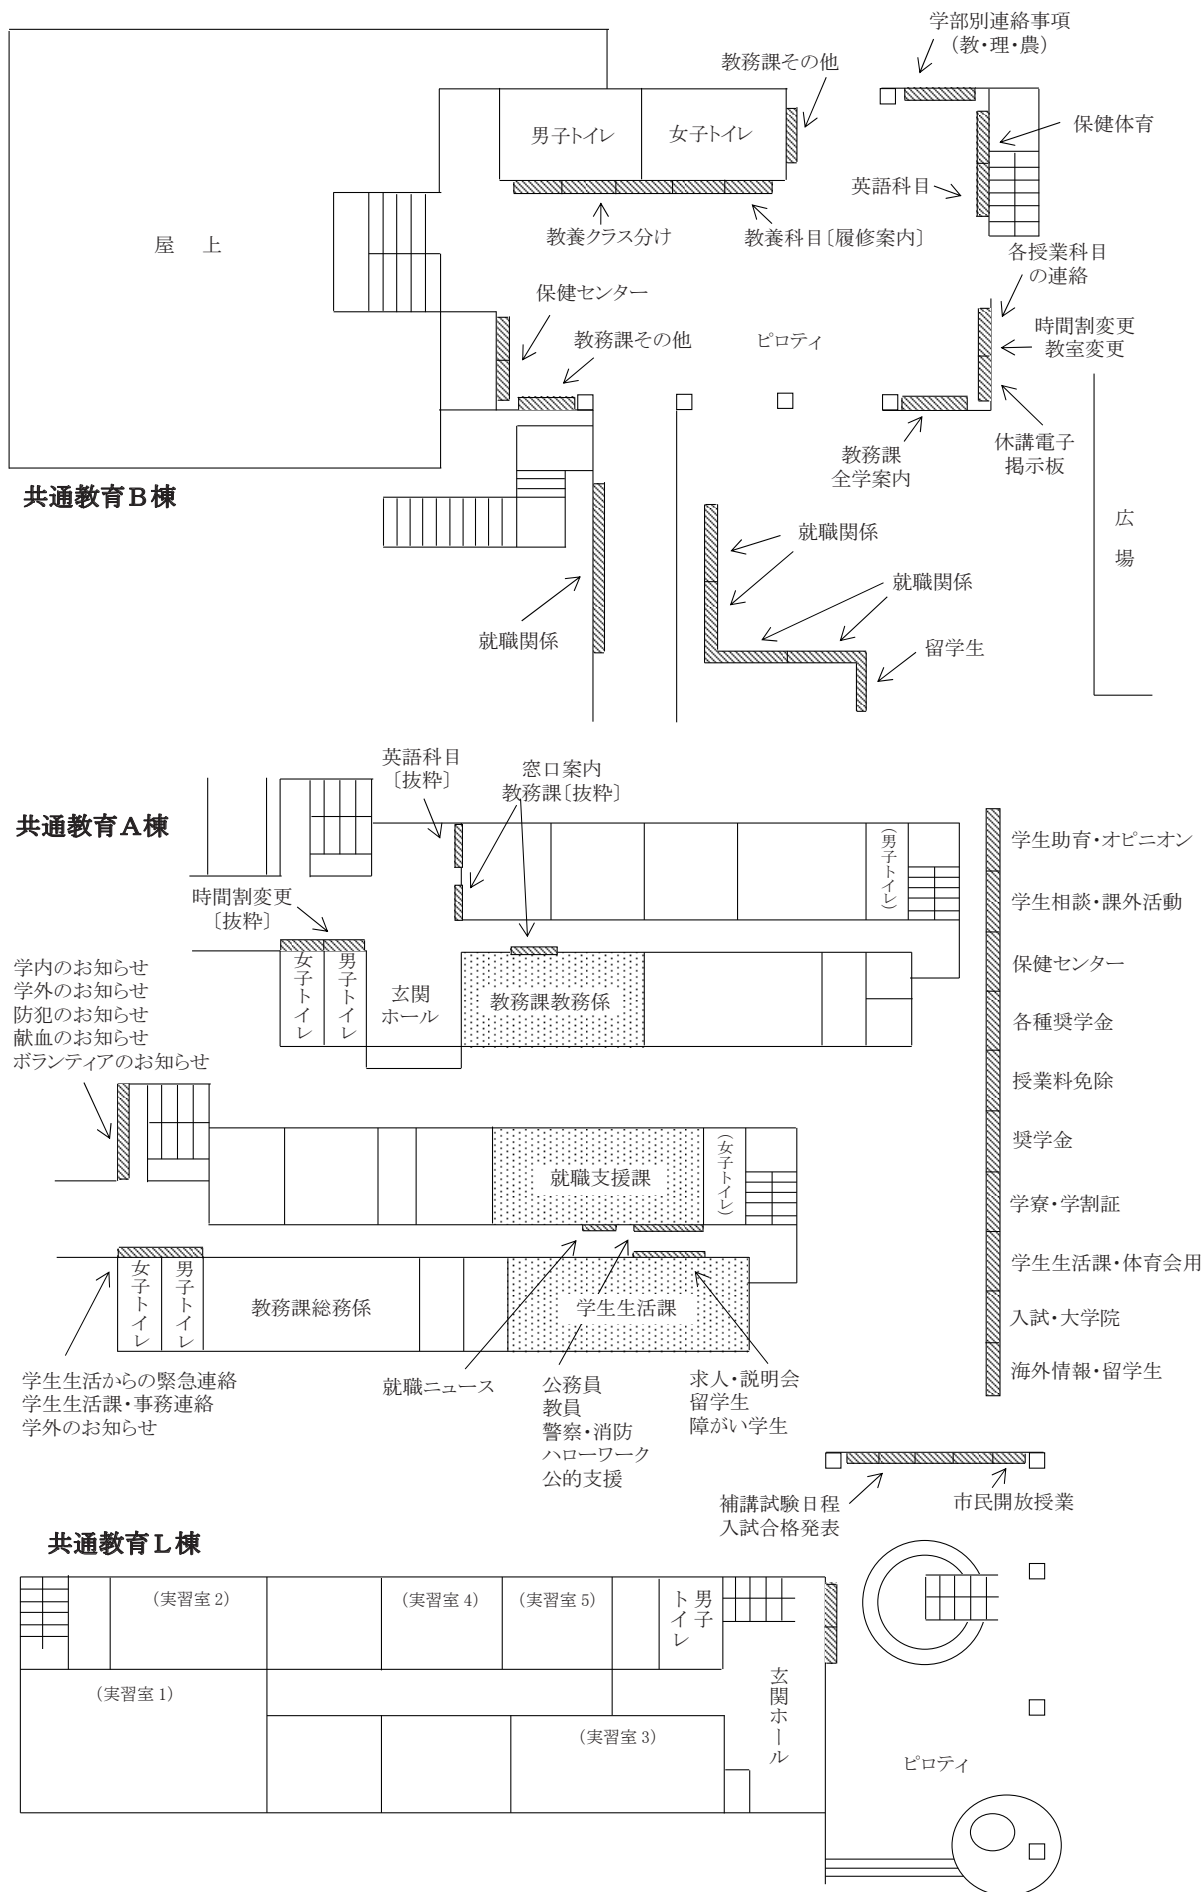 学部別連絡事項
（教・理・農）
教務課その他
男子トイレ
女子トイレ
保健体育
英語科目
屋　上
教養クラス分け
教養科目〔履修案内〕
各授業科目
の連絡
保健センター
教務課その他
ピロティ
時間割変更
教室変更
教務課
全学案内
休講電子
掲示板
共通教育Ｂ棟
広場
就職関係
就職関係
就職関係
留学生
英語科目
〔抜粋〕
窓口案内
教務課〔抜粋〕
共通教育Ａ棟
（男子トイレ）
時間割変更
〔抜粋〕
女子トイレ
男子トイレ
玄関
ホール
教務課教務係
学内のお知らせ
学外のお知らせ
防犯のお知らせ
献血のお知らせ
ボランティアのお知らせ
就職支援課
（女子トイレ）
女子トイレ
男子トイレ
教務課総務係
学生生活課
学生生活からの緊急連絡
学生生活課・事務連絡
学外のお知らせ
就職ニュース
公務員
教員
警察・消防
ハローワーク
公的支援
求人・説明会
留学生
障がい学生
学生助育・オピニオン
学生相談・課外活動
保健センター
各種奨学金
授業料免除
奨学金
学寮・学割証
学生生活課・体育会用
入試・大学院
海外情報・留学生
補講試験日程
入試合格発表
市民開放授業
共通教育Ｌ棟
（実習室2）
（実習室4）
（実習室5）
男子
トイレ
（実習室1）
（実習室3）
玄関ホール
ピロティ